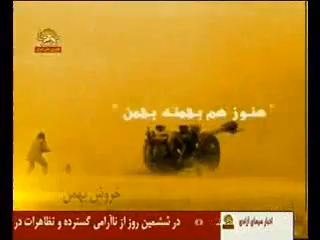 " هنوز هم بهمنه بهمن "
خروش بهمن
اخبار سیمای آزادی
در ششمین روز از ناآرامی گسترده و تظاهرات در